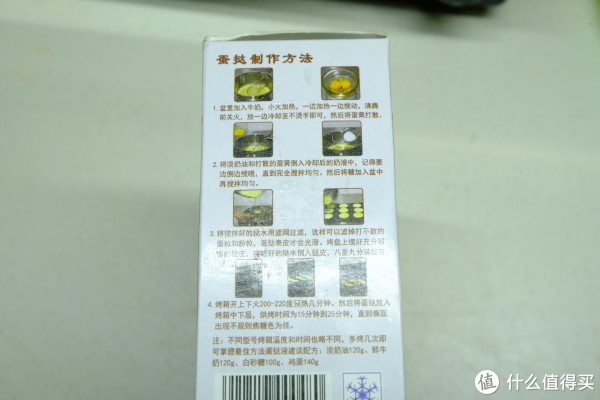 蛋挞制作方法
1. 盆里加入牛奶，小火加热，一边加热一边搅动，沸腾
前关火，放一边冷却至不烫手即可，然后将蛋黄打散。
2. 将淡奶油和打散的蛋黄倒入冷却后的奶液中，记得要
边倒边搅哦，直到完全搅拌均匀。然后将糖加入盆中
再搅拌均匀。
3. 将搅拌好的挞水用滤网过滤，这样可以滤掉打不散的
蛋粒和粉粒，蛋挞表皮才会光滑。烤盘上摆好充分解
冻的挞皮，将过滤好的挞水倒入挞皮，八至九分满即可。
4. 烤箱开上下火200-220度预热几分钟。然后将蛋挞放入
烤箱中下层，烘烤时间为15分钟到25分钟，直到表面
出现不规则焦糖色为佳。
注：不同型号烤箱温度和时间也略不同，多烤几次即
可掌握最佳方法蛋挞液建议配方：淡奶油120g、鲜牛
奶120g、白砂糖100g、鸡蛋140g
值 什么值得买